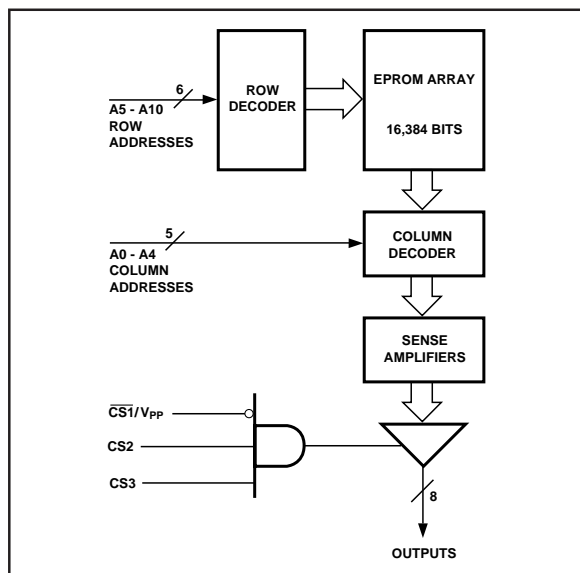 6
A5 - A10
ROW
ADDRESSES
ROW
DECODER
EPROM ARRAY
16,384 BITS
5
A0 - A4
COLUMN
ADDRESSES
COLUMN
DECODER
SENSE
AMPLIFIERS
C̅S̅1̅/VPP
CS2
CS3
8
OUTPUTS